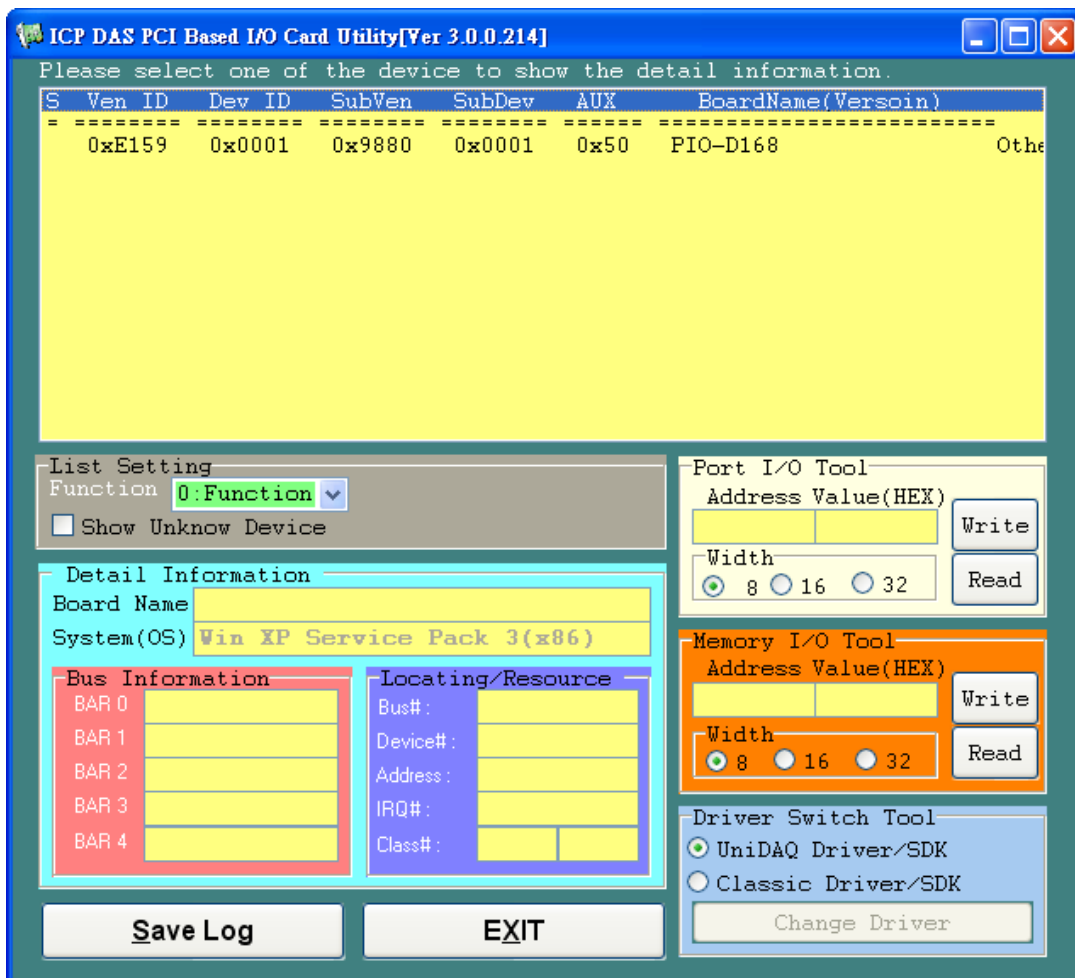 ICP DAS PCI Based I/O Card Utility[Ver 3.0.0.214]
Please select one of the device to show the detail information.
S Ven ID Dev ID SubVen SubDev AUX BoardName(Versoin)
= ======== ======== ======== ======== ====== =========================
0xE159 0x0001 0x9880 0x0001 0x50 PIO-D168 Othe
List Setting
Function 0:Function
Show Unknow Device
Detail Information
Board Name
System(OS) Win XP Service Pack 3(x86)
Bus Information
BAR 0
BAR 1
BAR 2
BAR 3
BAR 4
Locating/Resource
Bus# :
Device# :
Address :
IRQ# :
Class# :
Save Log
EXIT
Port I/O Tool
Address Value(HEX)
Write
Width
8 16 32
Read
Memory I/O Tool
Address Value(HEX)
Write
Width
8 16 32
Read
Driver Switch Tool
UniDAQ Driver/SDK
Classic Driver/SDK
Change Driver